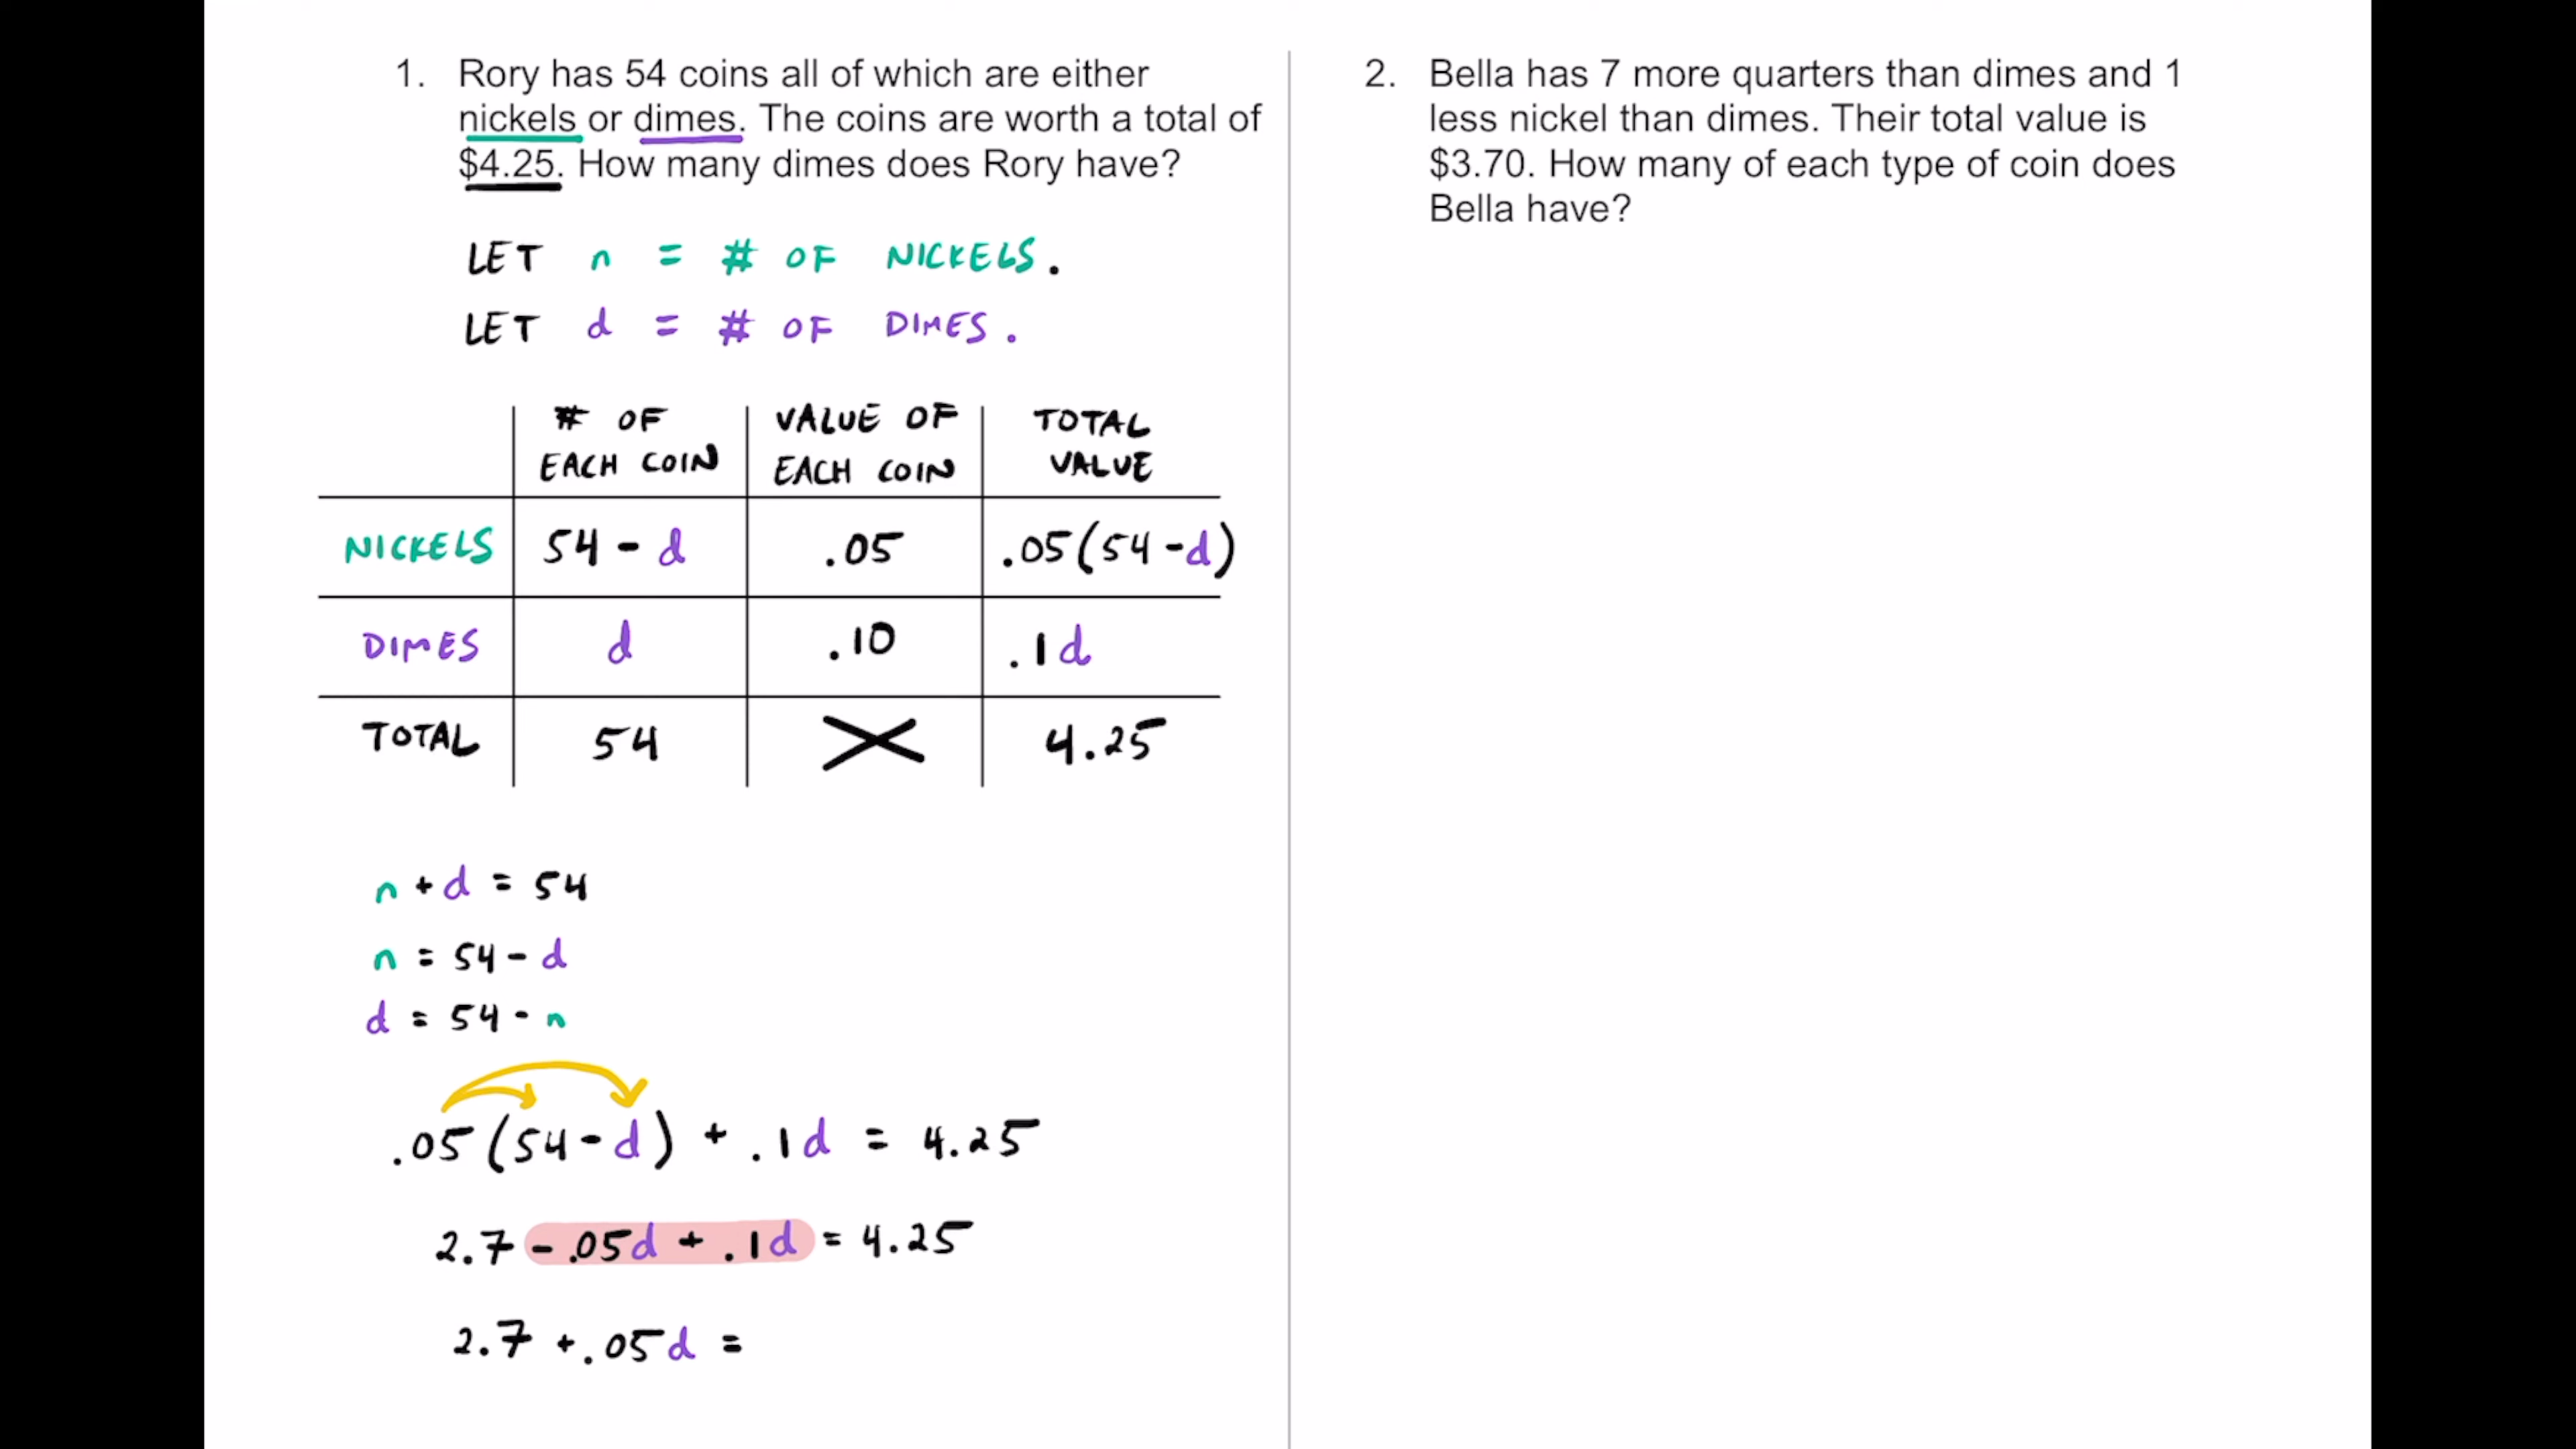 1. Rory has 54 coins all of which are either
nickels or dimes. The coins are worth a total of
$4.25. How many dimes does Rory have?
LET n = # OF NICKELS.
LET d = # OF DIMES.
# OF EACH COIN VALUE OF EACH COIN TOTAL VALUE
NICKELS 54 - d .05 .05(54 - d)
DIMES d .10 .1d
TOTAL 54 4.25
n + d = 54
n = 54 - d
d = 54 - n
.05(54 - d) + .1d = 4.25
2.7 - .05d + .1d = 4.25
2.7 + .05d =
2. Bella has 7 more quarters than dimes and 1
less nickel than dimes. Their total value is
$3.70. How many of each type of coin does
Bella have?